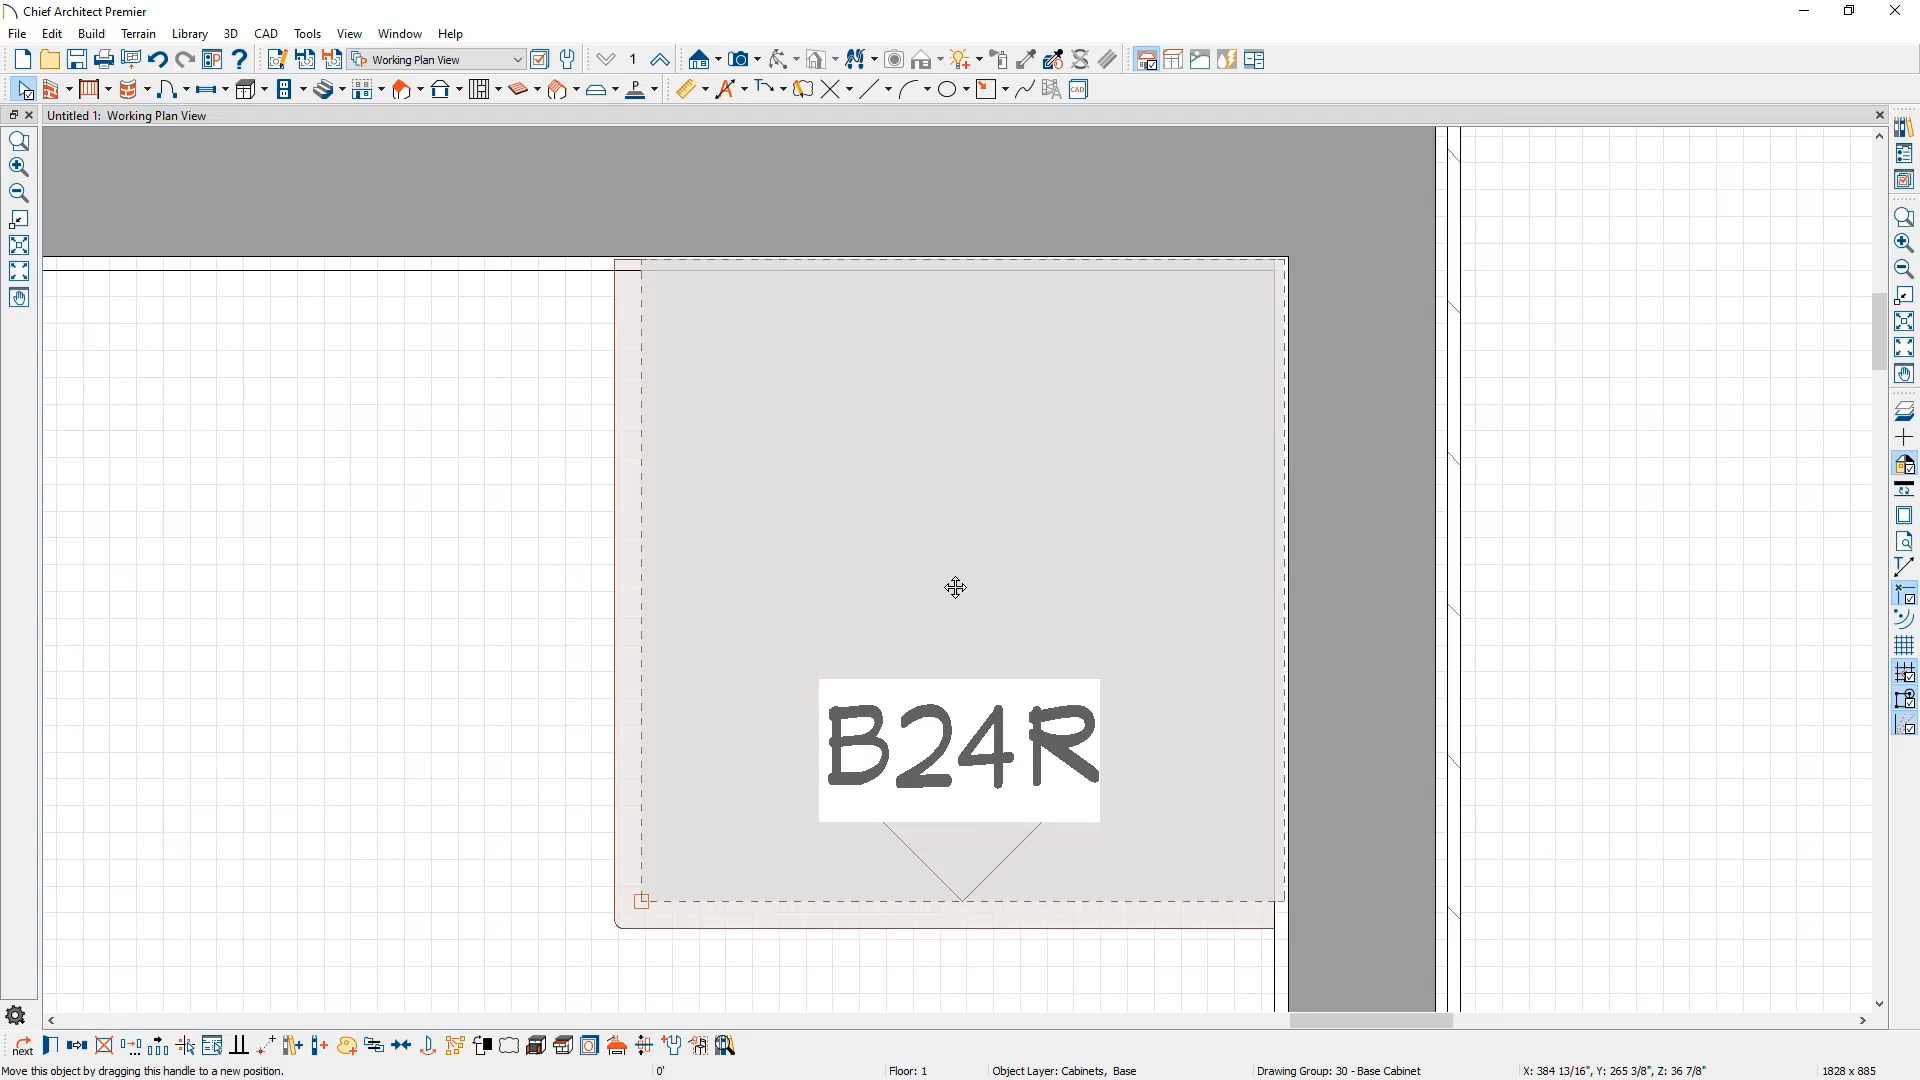 Chief Architect Premier
File Edit Build Terrain Library 3D CAD Tools View Window Help
Working Plan View 1
CAD
Untitled 1: Working Plan View
B24R
next
Move this object by dragging this handle to a new position. 0' Floor: 1 Object Layer: Cabinets, Base Drawing Group: 30 - Base Cabinet X: 384 13/16", Y: 265 3/8", Z: 36 7/8" 1828 x 885